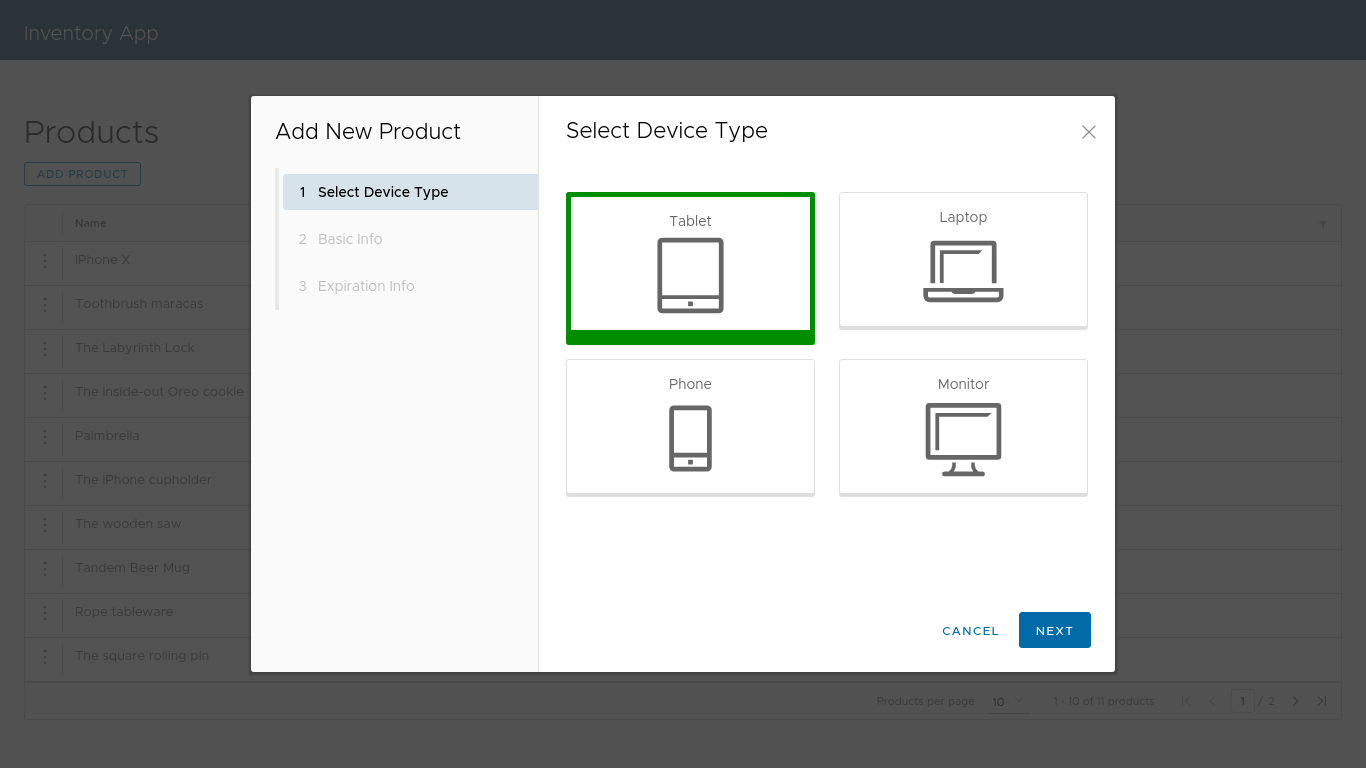 Inventory App
Products
ADD PRODUCT
Name
IPhone X
Toothbrush maracas
The Labyrinth Lock
The inside-out Oreo cookie
Palmbrella
The iPhone cupholder
The wooden saw
Tandem Beer Mug
Rope tableware
The square rolling pin
Products per page 10 1 - 10 of 11 products 1 / 2
Add New Product
1 Select Device Type
2 Basic Info
3 Expiration Info
Select Device Type
Tablet
Laptop
Phone
Monitor
CANCEL
NEXT